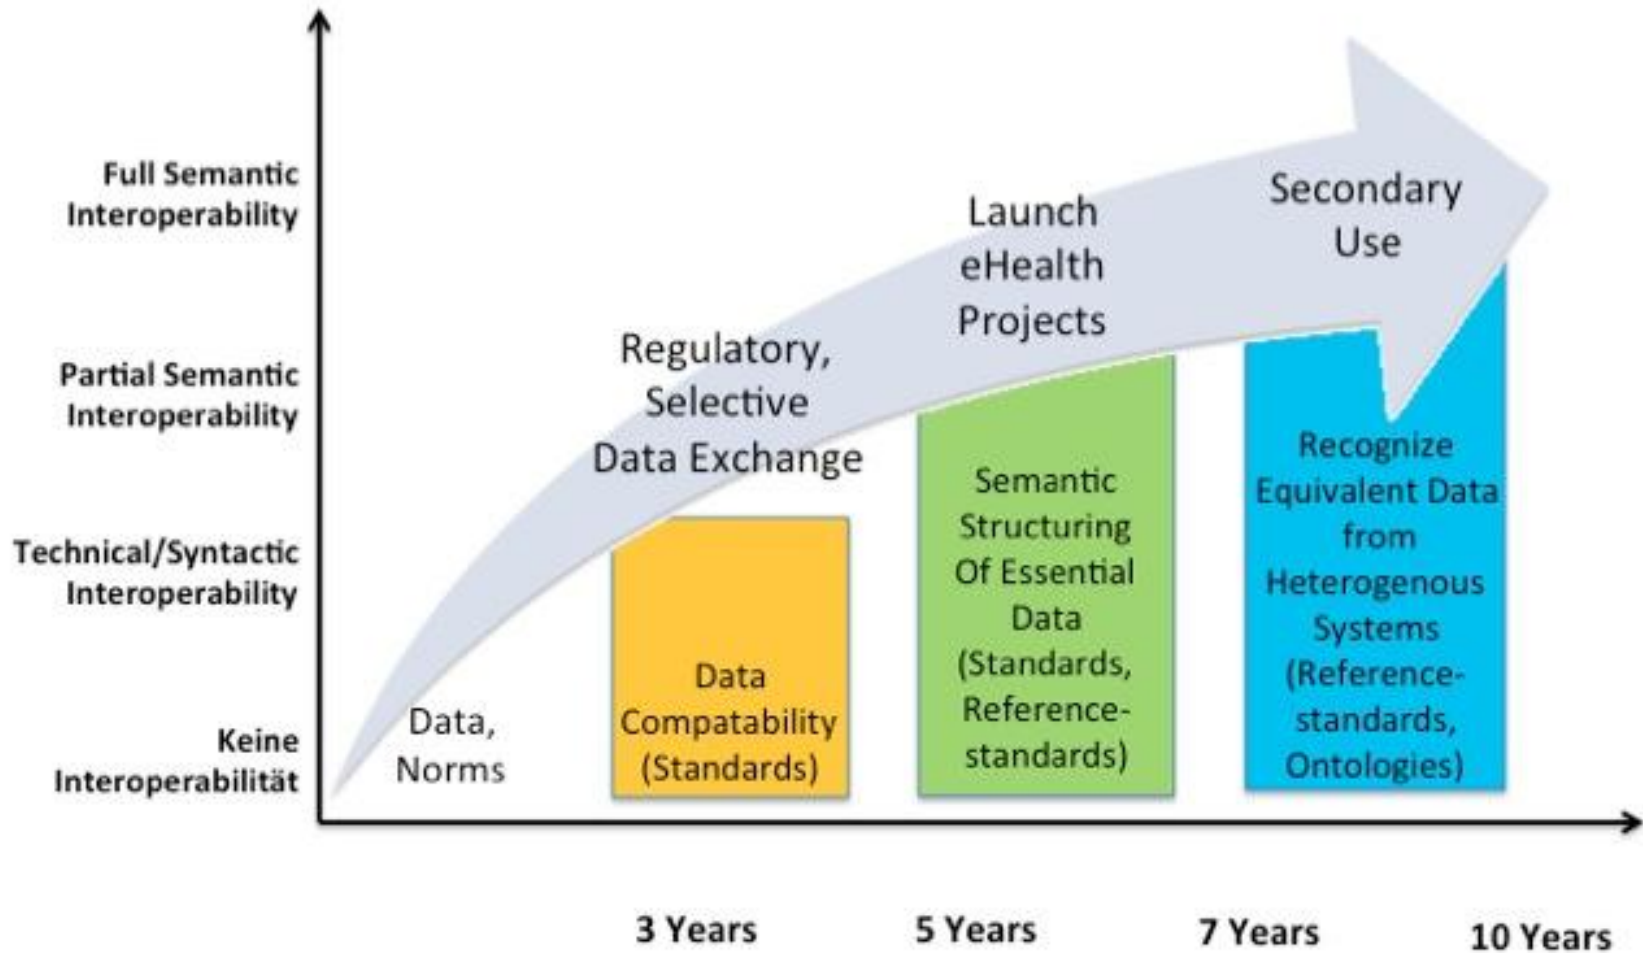 Full Semantic
Interoperability
Partial Semantic
Interoperability
Technical/Syntactic
Interoperability
Keine
Interoperabilität
Data,
Norms
Regulatory,
Selective
Data Exchange
Launch
eHealth
Projects
Secondary
Use
Data
Compatability
(Standards)
Semantic
Structuring
Of Essential
Data
(Standards,
Reference-
standards)
Recognize
Equivalent Data
from
Heterogenous
Systems
(Reference-
standards,
Ontologies)
3 Years
5 Years
7 Years
10 Years